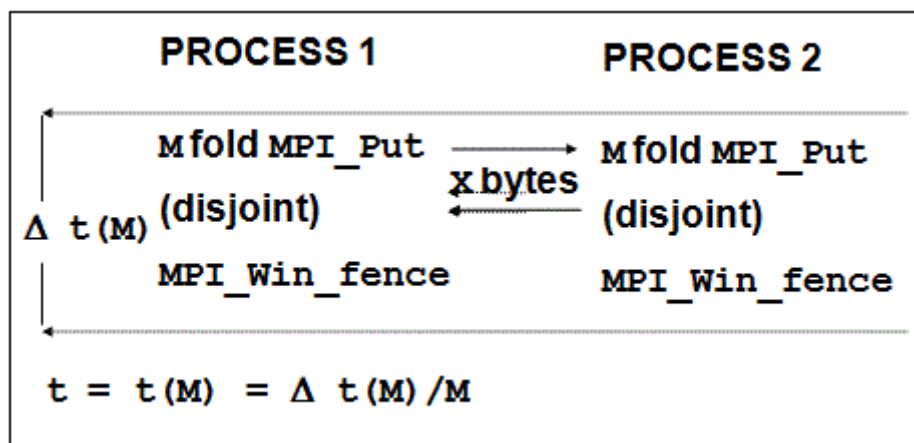 PROCESS 1 PROCESS 2
M fold MPI_Put M fold MPI_Put
x bytes
(disjoint) (disjoint)
Δ t(M)
MPI_Win_fence MPI_Win_fence
t = t(M) = Δ t(M)/M